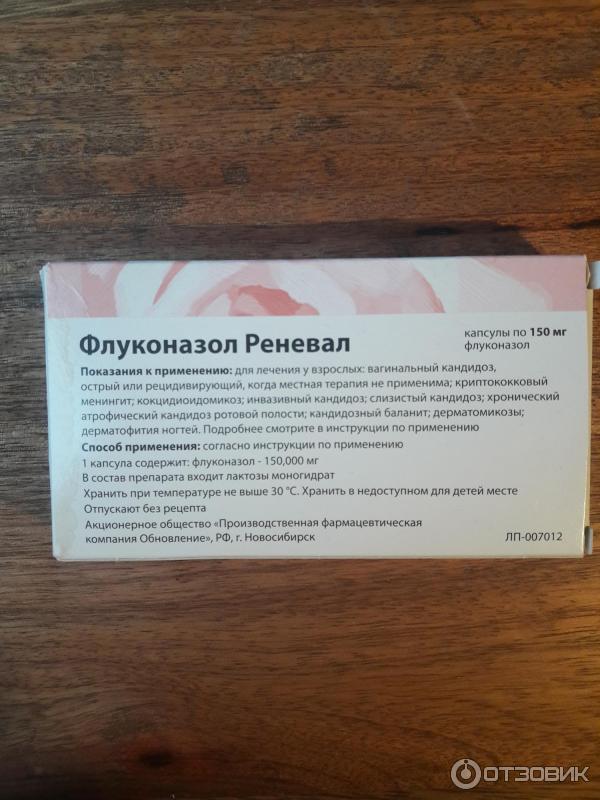 Флуконазол Реневал
капсулы по 150 мг
флуконазол
Показания к применению: для лечения у взрослых: вагинальный кандидоз,
острый или рецидивирующий, когда местная терапия не применима; криптококковый
менингит; кокцидиоидомикоз; инвазивный кандидоз; слизистый кандидоз; хронический
атрофический кандидоз ротовой полости; кандидозный баланит; дерматомикозы;
дерматофития ногтей. Подробнее смотрите в инструкции по применению
Способ применения: согласно инструкции по применению
1 капсула содержит: флуконазол - 150,000 мг
В состав препарата входит лактозы моногидрат
Хранить при температуре не выше 30 °С. Хранить в недоступном для детей месте
Отпускают без рецепта
Акционерное общество «Производственная фармацевтическая
компания Обновление», РФ, г. Новосибирск
ЛП-007012
ОТЗОВИК